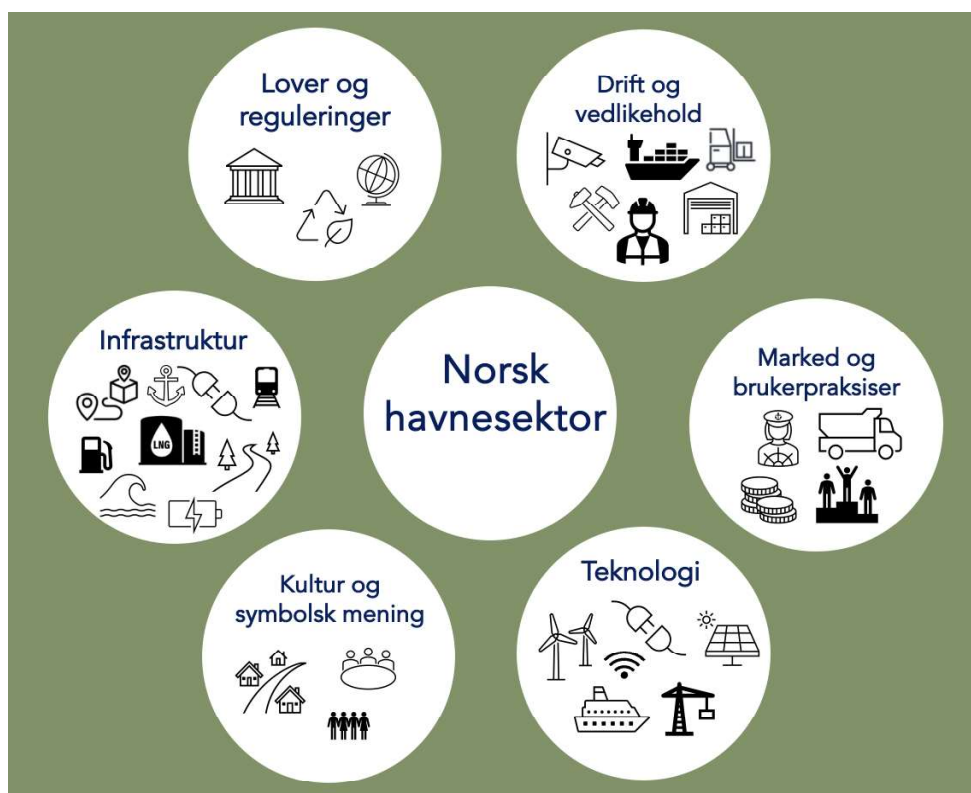 Lover og
reguleringer
Drift og
vedlikehold
Infrastruktur
LNG
Norsk
havnesektor
Marked og
brukerpraksiser
Kultur og
symbolsk mening
Teknologi